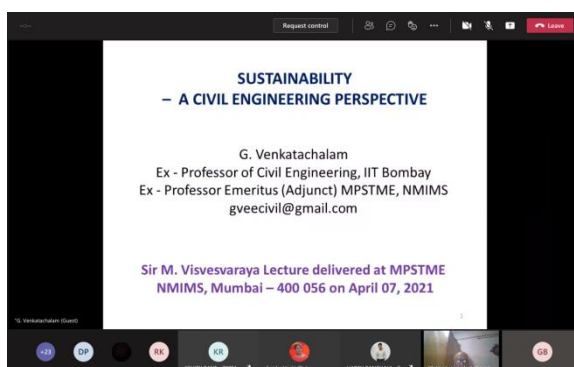 Request control
Leave
SUSTAINABILITY
– A CIVIL ENGINEERING PERSPECTIVE
G. Venkatachalam
Ex - Professor of Civil Engineering, IIT Bombay
Ex - Professor Emeritus (Adjunct) MPSTME, NMIMS
gveecivil@gmail.com
Sir M. Visvesvaraya Lecture delivered at MPSTME
NMIMS, Mumbai – 400 056 on April 07, 2021
"G. Venkatachalam (Guest)
+23
DP
RK
KR
GB